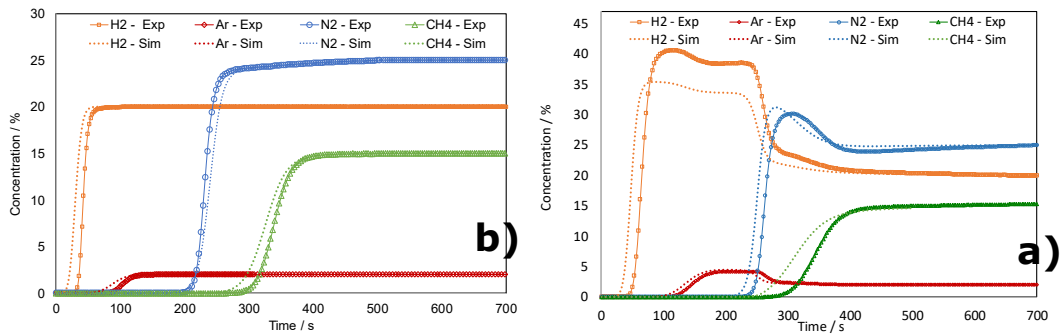 H2 - Exp Ar - Exp N2 - Exp CH4 - Exp
H2 - Sim Ar - Sim N2 - Sim CH4 - Sim
30
25
20
15
10
5
0
Concentration / %
b)
0 100 200 300 400 500 600 700
Time / s
H2 - Exp Ar - Exp N2 - Exp CH4 - Exp
H2 - Sim Ar - Sim N2 - Sim CH4 - Sim
45
40
35
30
25
20
15
10
5
0
Concentration / %
a)
0 100 200 300 400 500 600 700
Time / s